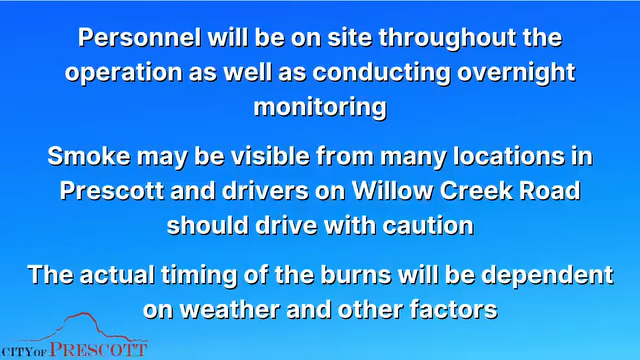 Personnel will be on site throughout the
operation as well as conducting overnight
monitoring
Smoke may be visible from many locations in
Prescott and drivers on Willow Creek Road
should drive with caution
The actual timing of the burns will be dependent
on weather and other factors
CITY OF PRESCOTT